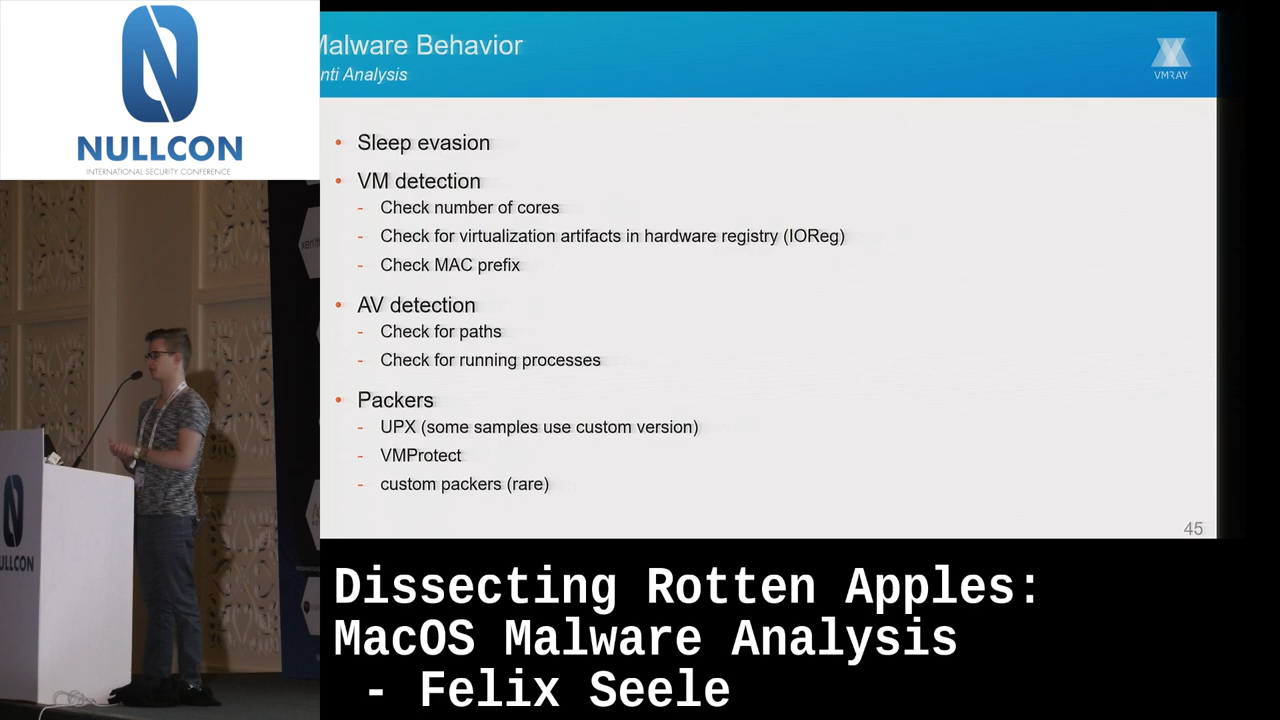 NULLCON
INTERNATIONAL SECURITY CONFERENCE
Malware Behavior
nti Analysis
VMRAY
• Sleep evasion
• VM detection
- Check number of cores
- Check for virtualization artifacts in hardware registry (IOReg)
- Check MAC prefix
• AV detection
- Check for paths
- Check for running processes
• Packers
- UPX (some samples use custom version)
- VMProtect
- custom packers (rare)
45
NULLCON
Dissecting Rotten Apples:
MacOS Malware Analysis
- Felix Seele